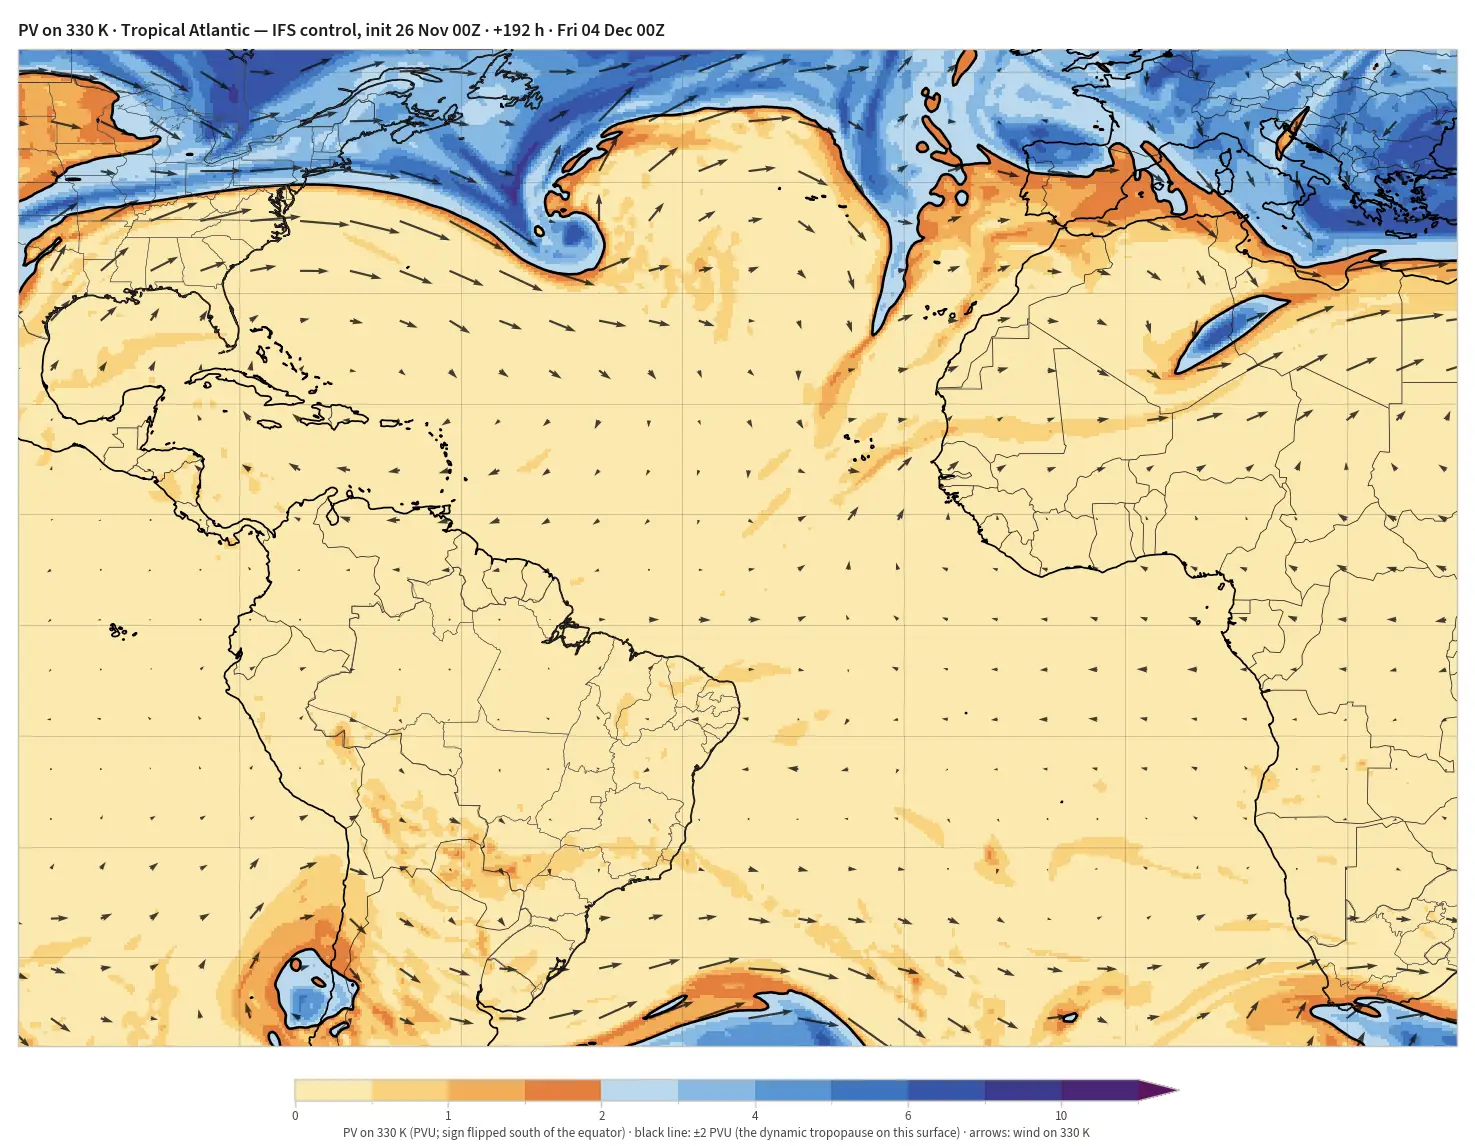 PV on 330 K · Tropical Atlantic — IFS control, init 26 Nov 00Z · +192 h · Fri 04 Dec 00Z
0 1 2 4 6 10
PV on 330 K (PVU; sign flipped south of the equator) · black line: ±2 PVU (the dynamic tropopause on this surface) · arrows: wind on 330 K